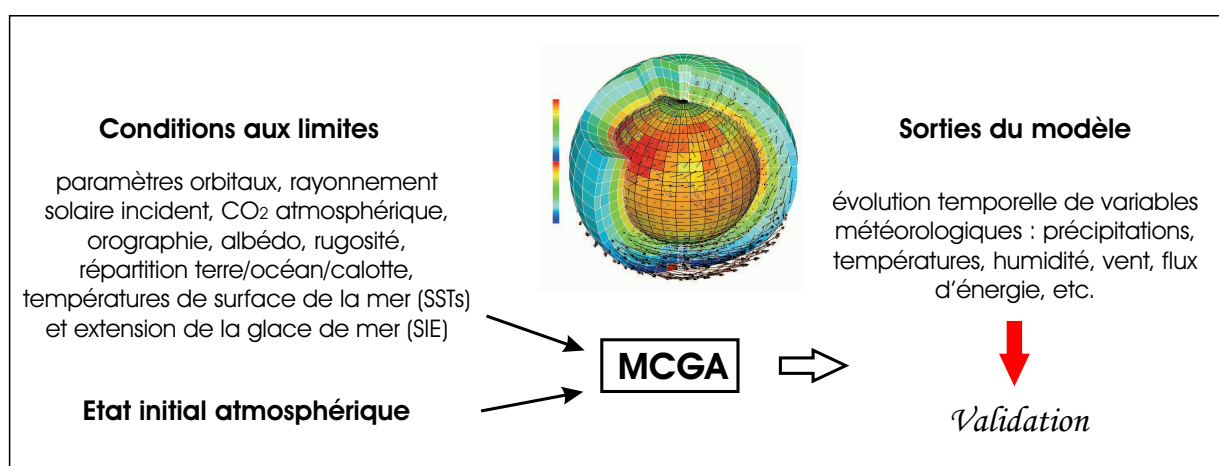 Conditions aux limites
paramètres orbitaux, rayonnement
solaire incident, CO2 atmosphérique,
orographie, albédo, rugosité,
répartition terre/océan/calotte,
températures de surface de la mer (SSTs)
et extension de la glace de mer (SIE)
Etat initial atmosphérique
MCGA
Sorties du modèle
évolution temporelle de variables
météorologiques : précipitations,
températures, humidité, vent, flux
d'énergie, etc.
Validation